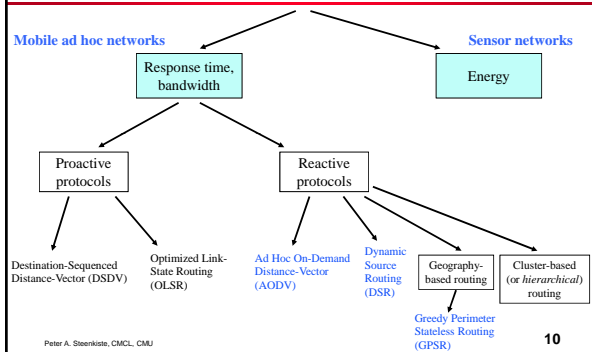 Mobile ad hoc networks
Sensor networks
Response time,
bandwidth
Energy
Proactive
protocols
Reactive
protocols
Destination-Sequenced
Distance-Vector (DSDV)
Optimized Link-
State Routing
(OLSR)
Ad Hoc On-Demand
Distance-Vector
(AODV)
Dynamic
Source
Routing
(DSR)
Geography-
based routing
Cluster-based
(or hierarchical)
routing
Greedy Perimeter
Stateless Routing
(GPSR)
Peter A. Steenkiste, CMCL, CMU
10